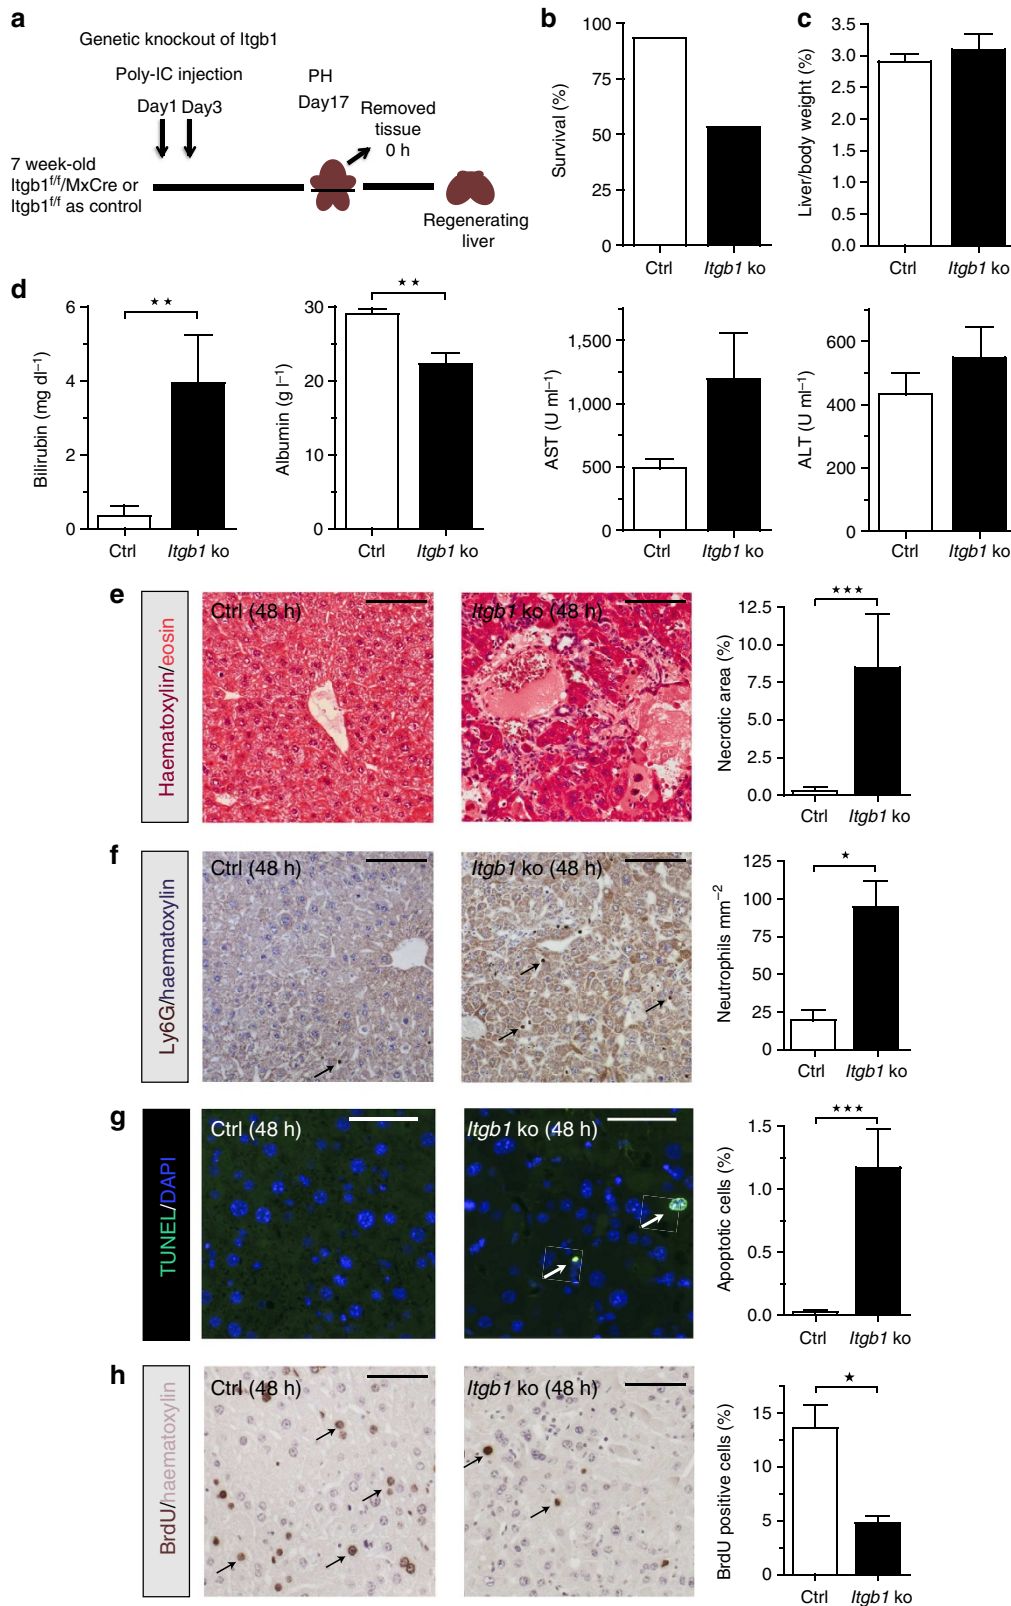 a
Genetic knockout of Itgb1
Poly-IC injection
Day1 Day3
PH
Day17
Removed
tissue
0 h
7 week-old
Itgb1f/f/MxCre or
Itgb1f/f as control
Regenerating
liver
b
Survival (%)
100
75
50
25
0
Ctrl
Itgb1 ko
c
Liver/body weight (%)
3.5
3.0
2.5
2.0
1.5
1.0
0.5
0.0
Ctrl
Itgb1 ko
d
Bilirubin (mg dl⁻¹)
6
4
2
0
★★
Ctrl
Itgb1 ko
Albumin (g l⁻¹)
30
20
10
0
★★
Ctrl
Itgb1 ko
AST (U ml⁻¹)
1,500
1,000
500
0
Ctrl
Itgb1 ko
ALT (U ml⁻¹)
600
400
200
0
Ctrl
Itgb1 ko
e
Haematoxylin/eosin
Ctrl (48 h)
Itgb1 ko (48 h)
Necrotic area (%)
12.5
10.0
7.5
5.0
2.5
0.0
★★★
Ctrl
Itgb1 ko
f
Ly6G/haematoxylin
Ctrl (48 h)
Itgb1 ko (48 h)
Neutrophils mm⁻²
125
100
75
50
25
0
★
Ctrl
Itgb1 ko
g
TUNEL/DAPI
Ctrl (48 h)
Itgb1 ko (48 h)
Apoptotic cells (%)
1.5
1.0
0.5
0.0
★★★
Ctrl
Itgb1 ko
h
BrdU/haematoxylin
Ctrl (48 h)
Itgb1 ko (48 h)
BrdU positive cells (%)
15
10
5
0
★
Ctrl
Itgb1 ko